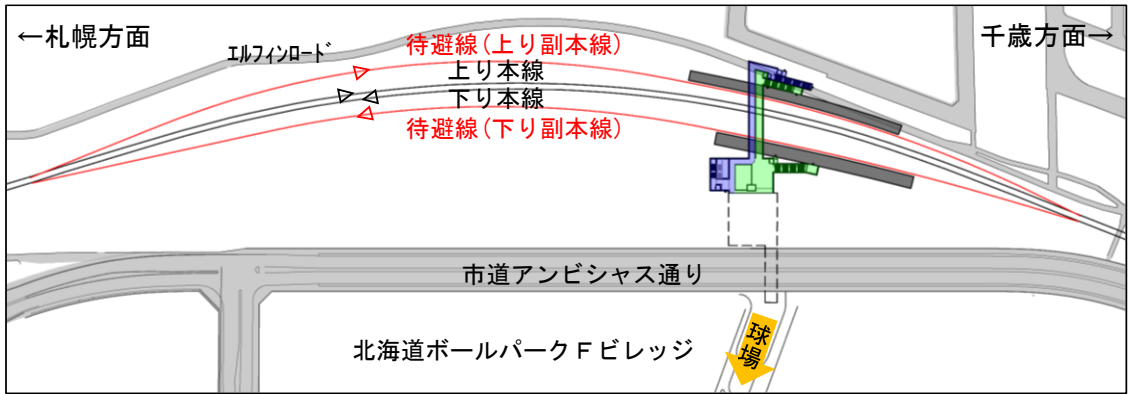 ←札幌方面
千歳方面→
エルフィンロード
待避線(上り副本線)
上り本線
下り本線
待避線(下り副本線)
市道アンビシャス通り
北海道ボールパークFビレッジ
球場